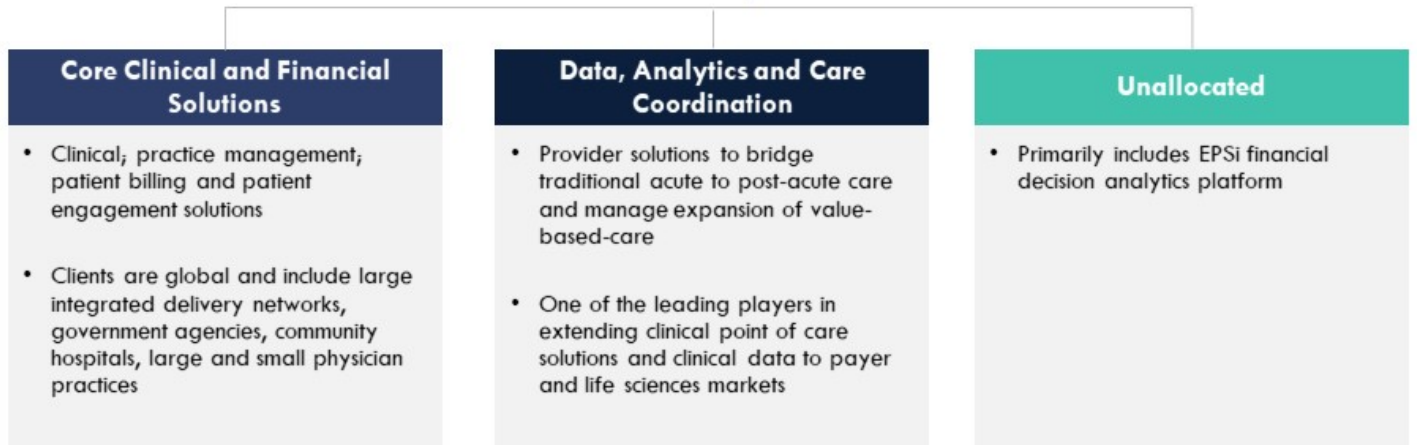 Core Clinical and Financial
Solutions
• Clinical; practice management;
patient billing and patient
engagement solutions
• Clients are global and include large
integrated delivery networks,
government agencies, community
hospitals, large and small physician
practices
Data, Analytics and Care
Coordination
• Provider solutions to bridge
traditional acute to post-acute care
and manage expansion of value-
based-care
• One of the leading players in
extending clinical point of care
solutions and clinical data to payer
and life sciences markets
Unallocated
• Primarily includes EPSi financial
decision analytics platform